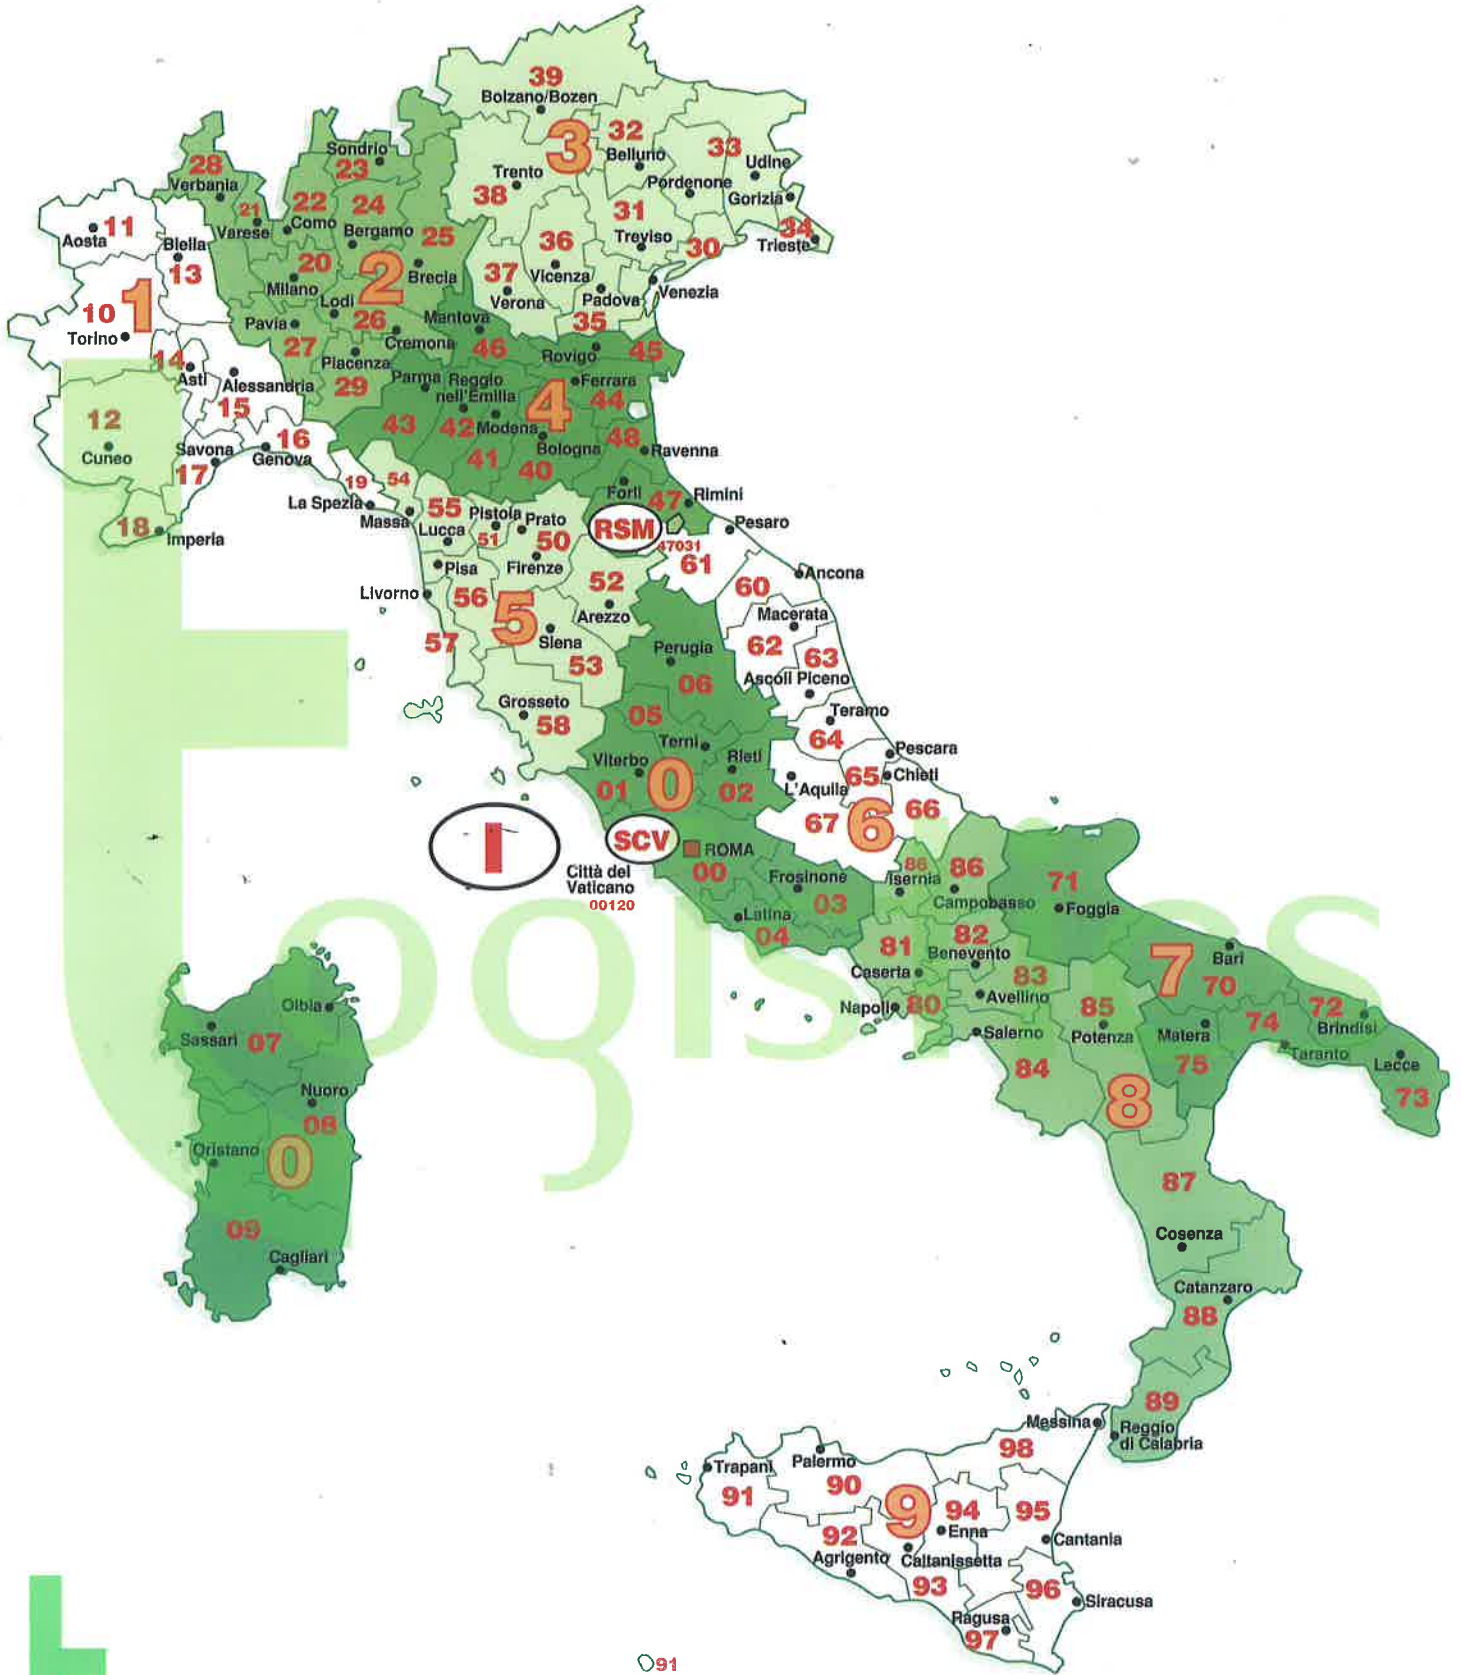 39
Bolzano/Bozen
3
32
Belluno
33
Udine
Sondrio
23
28
Verbania
Trento
38
Pordenone
Gorizia
34
Trieste
11
Aosta
21
Varese
22
Como
24
Bergamo
25
31
Treviso
30
Biella
13
20
Milano
2
Brecia
36
Vicenza
37
Verona
Padova
Venezia
35
1
10
Torino
Lodi
26
Pavia
27
Cremona
Mantova
46
Rovigo
45
14
Asti
Alessandria
15
Piacenza
29
Parma
Reggio
nell'Emilia
4
Ferrara
44
12
Cuneo
43
42
Modena
Bologna
48
Ravenna
16
Genova
Savona
17
41
40
19
54
La Spezia
Massa
55
Lucca
Pistoia
51
Prato
50
Firenze
Forlì
47
Rimini
RSM
47031
Pesaro
61
18
Imperia
Pisa
Livorno
56
57
5
Siena
52
Arezzo
53
60
Ancona
Macerata
62
63
Ascoli Piceno
Perugia
06
Grosseto
58
05
Terni
Teramo
64
Viterbo
01
0
Rieti
02
L'Aquila
65
Pescara
Chieti
66
67
6
I
SCV
Città del
Vaticano
00120
ROMA
00
Frosinone
03
Latina
04
86
Isernia
86
Campobasso
71
Foggia
81
Caserta
82
Benevento
83
Avellino
Napoli
80
7
Bari
70
72
Brindisi
85
Potenza
Matera
75
74
Taranto
Lecce
73
Salerno
84
8
Olbia
Sassari
07
Nuoro
08
Oristano
0
09
Cagliari
87
Cosenza
Catanzaro
88
89
Reggio
di Calabria
Messina
98
Trapani
91
Palermo
90
9
94
Enna
95
Cantania
92
Agrigento
Caltanissetta
93
96
Siracusa
Ragusa
97
91
togistics
L